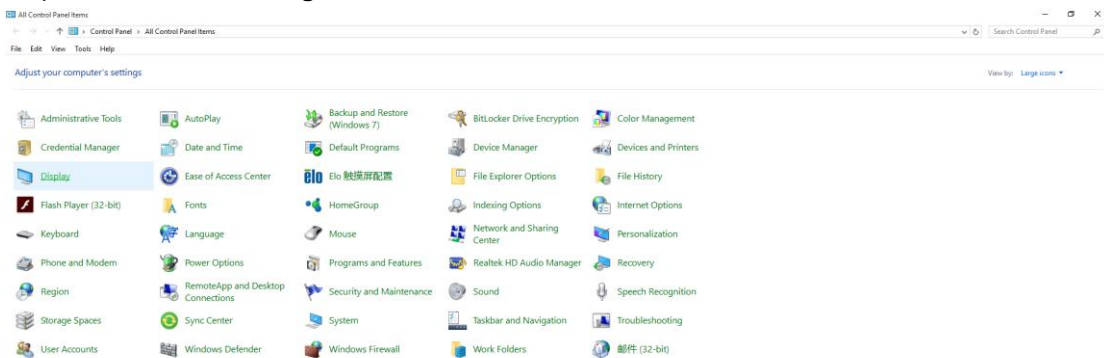 All Control Panel Items
Control Panel › All Control Panel Items
Search Control Panel
File Edit View Tools Help
Adjust your computer's settings
View by: Large icons
Administrative Tools
AutoPlay
Backup and Restore
(Windows 7)
BitLocker Drive Encryption
Color Management
Credential Manager
Date and Time
Default Programs
Device Manager
Devices and Printers
Display
Ease of Access Center
elo
Elo 触摸屏配置
File Explorer Options
File History
Flash Player (32-bit)
Fonts
HomeGroup
Indexing Options
Internet Options
Keyboard
Language
Mouse
Network and Sharing
Center
Personalization
Phone and Modem
Power Options
Programs and Features
Realtek HD Audio Manager
Recovery
Region
RemoteApp and Desktop
Connections
Security and Maintenance
Sound
Speech Recognition
Storage Spaces
Sync Center
System
Taskbar and Navigation
Troubleshooting
User Accounts
Windows Defender
Windows Firewall
Work Folders
邮件 (32-bit)